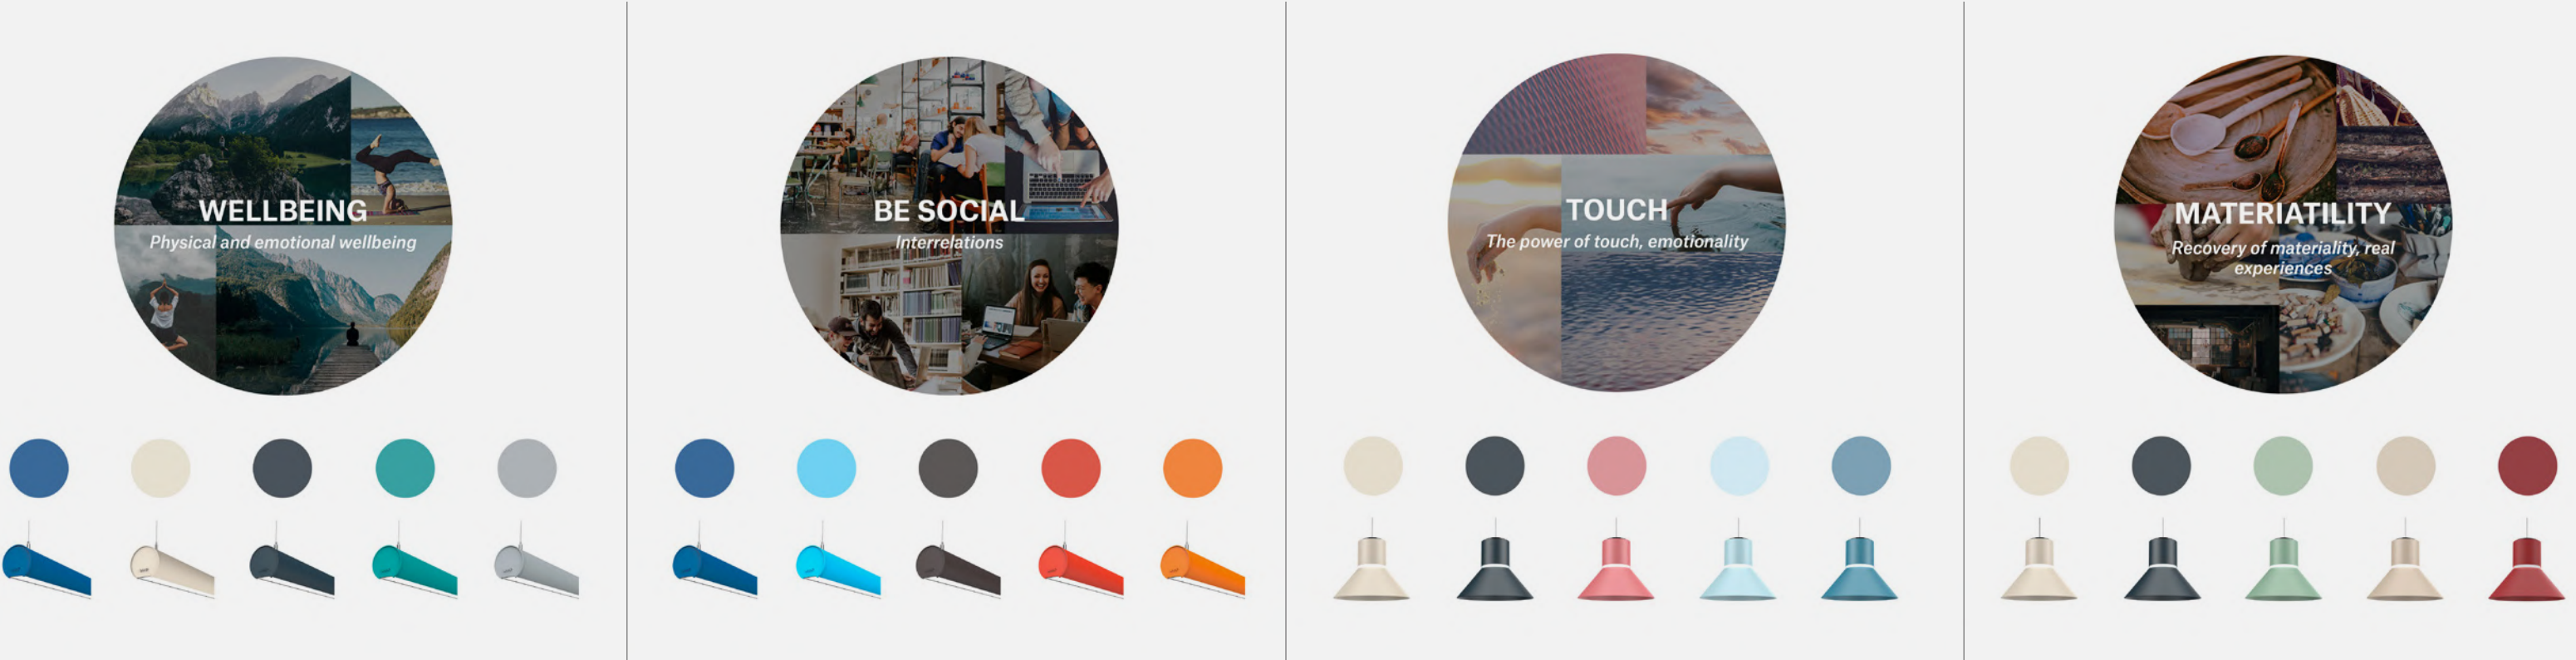 WELLBEING
Physical and emotional wellbeing
BE SOCIAL
Interrelations
TOUCH
The power of touch, emotionality
MATERIATILITY
Recovery of materiality, real
experiences